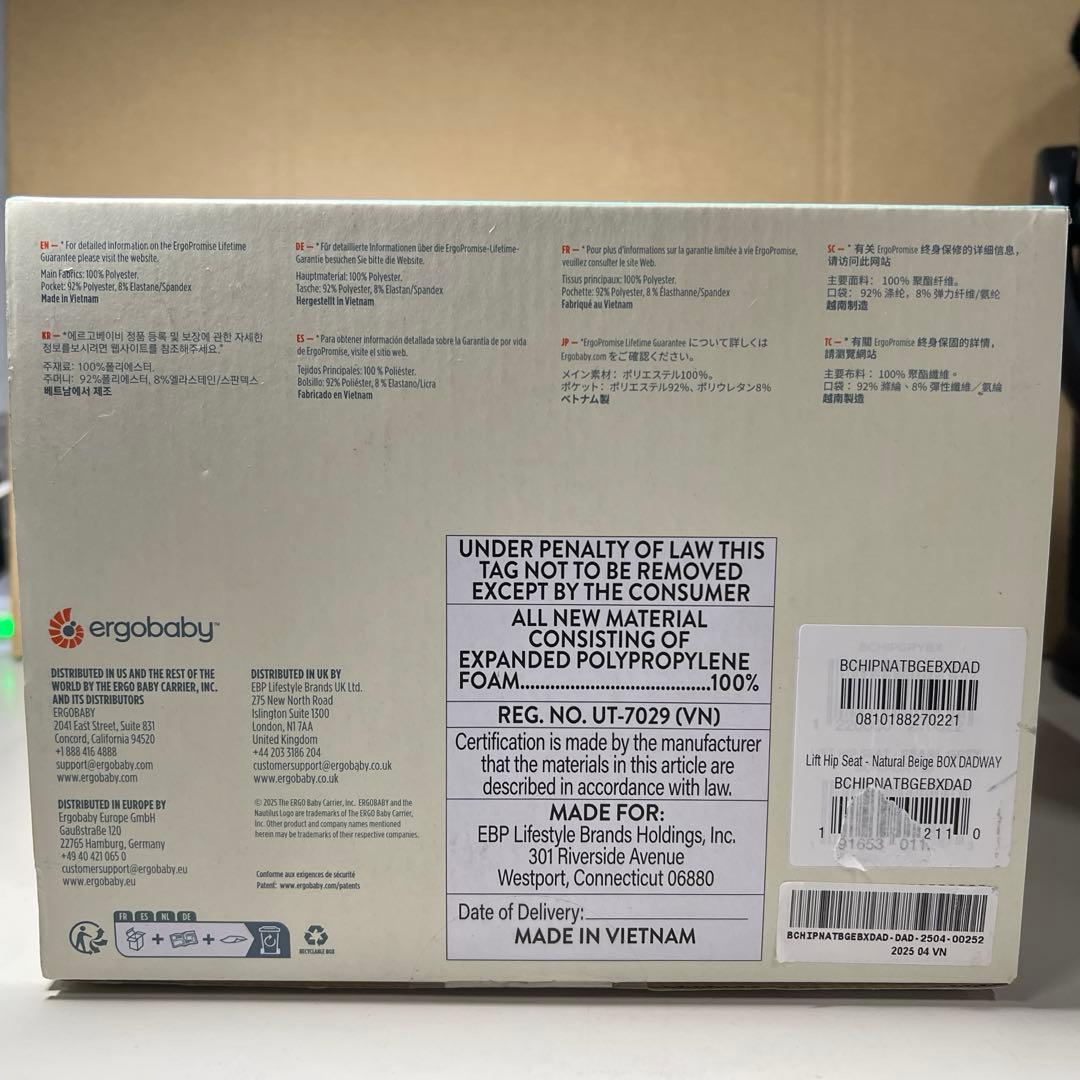 EN — * For detailed information on the ErgoPromise Lifetime
Guarantee please visit the website.
Main Fabrics: 100% Polyester.
Pocket: 92% Polyester, 8% Elastane/Spandex
Made in Vietnam
DE — * Für detaillierte Informationen über die ErgoPromise-Lifetime-
Garantie besuchen Sie bitte die Website.
Hauptmaterial: 100% Polyester.
Tasche: 92% Polyester, 8% Elastan/Spandex
Hergestellt in Vietnam
FR — * Pour plus d'informations sur la garantie limitée à vie ErgoPromise,
veuillez consulter le site Web.
Tissus principaux: 100% Polyester.
Pochette: 92% Polyester, 8 % Élasthanne/Spandex
Fabriqué au Vietnam
SC — * 有关 ErgoPromise 终身保修的详细信息，
请访问此网站
主要面料： 100% 聚酯纤维。
口袋： 92% 涤纶，8% 弹力纤维/氨纶
越南制造
KR — *에르고베이비 정품 등록 및 보장에 관한 자세한
정보를보시려면 웹사이트를 참조해주세요."
주재료: 100%폴리에스터.
주머니: 92%폴리에스터, 8%엘라스테인/스판덱스
베트남에서 제조
ES — * Para obtener información detallada sobre la Garantía de por vida
de ErgoPromise, visite el sitio web.
Tejidos Principales: 100 % Poliéster.
Bolsillo: 92% Poliéster, 8 % Elastano/Licra
Fabricado en Vietnam
JP — *ErgoPromise Lifetime Guarantee について詳しくは
Ergobaby.com をご確認ください。
メイン素材： ポリエステル100%。
ポケット： ポリエステル92%、ポリウレタン8%
ベトナム製
TC — * 有關 ErgoPromise 終身保固的詳情，
請瀏覽網站
主要布料： 100% 聚酯纖維。
口袋： 92% 滌綸、8% 彈性纖維／氨綸
越南製造
ergobaby™
DISTRIBUTED IN US AND THE REST OF THE
WORLD BY THE ERGO BABY CARRIER, INC.
AND ITS DISTRIBUTORS
ERGOBABY
2041 East Street, Suite 831
Concord, California 94520
+1 888 416 4888
support@ergobaby.com
www.ergobaby.com
DISTRIBUTED IN EUROPE BY
Ergobaby Europe GmbH
Gaußstraße 120
22765 Hamburg, Germany
+49 40 421 065 0
customersupport@ergobaby.eu
www.ergobaby.eu
DISTRIBUTED IN UK BY
EBP Lifestyle Brands UK Ltd.
275 New North Road
Islington Suite 1300
London, N1 7AA
United Kingdom
+44 203 3186 204
customersupport@ergobaby.co.uk
www.ergobaby.co.uk
© 2025 The ERGO Baby Carrier, Inc. ERGOBABY and the
Nautilus Logo are trademarks of The ERGO Baby Carrier,
Inc. Other product and company names mentioned
herein may be trademarks of their respective companies.
Conforme aux exigences de sécurité
Patent: www.ergobaby.com/patents
FR ES NL DE
RECYCLABLE BOX
UNDER PENALTY OF LAW THIS
TAG NOT TO BE REMOVED
EXCEPT BY THE CONSUMER
ALL NEW MATERIAL
CONSISTING OF
EXPANDED POLYPROPYLENE
FOAM.......................................100%
REG. NO. UT-7029 (VN)
Certification is made by the manufacturer
that the materials in this article are
described in accordance with law.
MADE FOR:
EBP Lifestyle Brands Holdings, Inc.
301 Riverside Avenue
Westport, Connecticut 06880
Date of Delivery:
MADE IN VIETNAM
BCHIPGRYBX
BCHIPNATBGEBXDAD
0810188270221
Lift Hip Seat - Natural Beige BOX DADWAY
BCHIPNATBGEBXDAD
1 91653 011 211 0
BCHIPNATBGEBXDAD-DAD-2504-00252
2025 04 VN